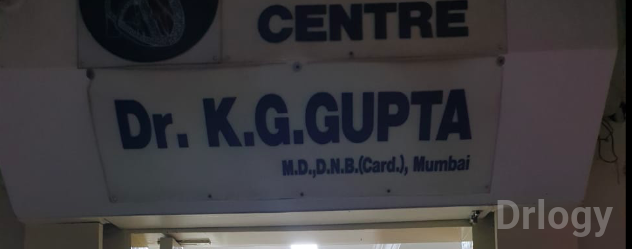 CENTRE
Dr. K.G.GUPTA
M.D.,D.N.B.(Card.), Mumbai
Drlogy